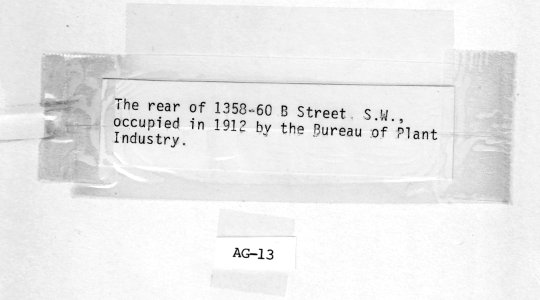 The rear of 1358-60 B Street, S.W.,
occupied in 1912 by the Bureau of Plant
Industry.
AG-13